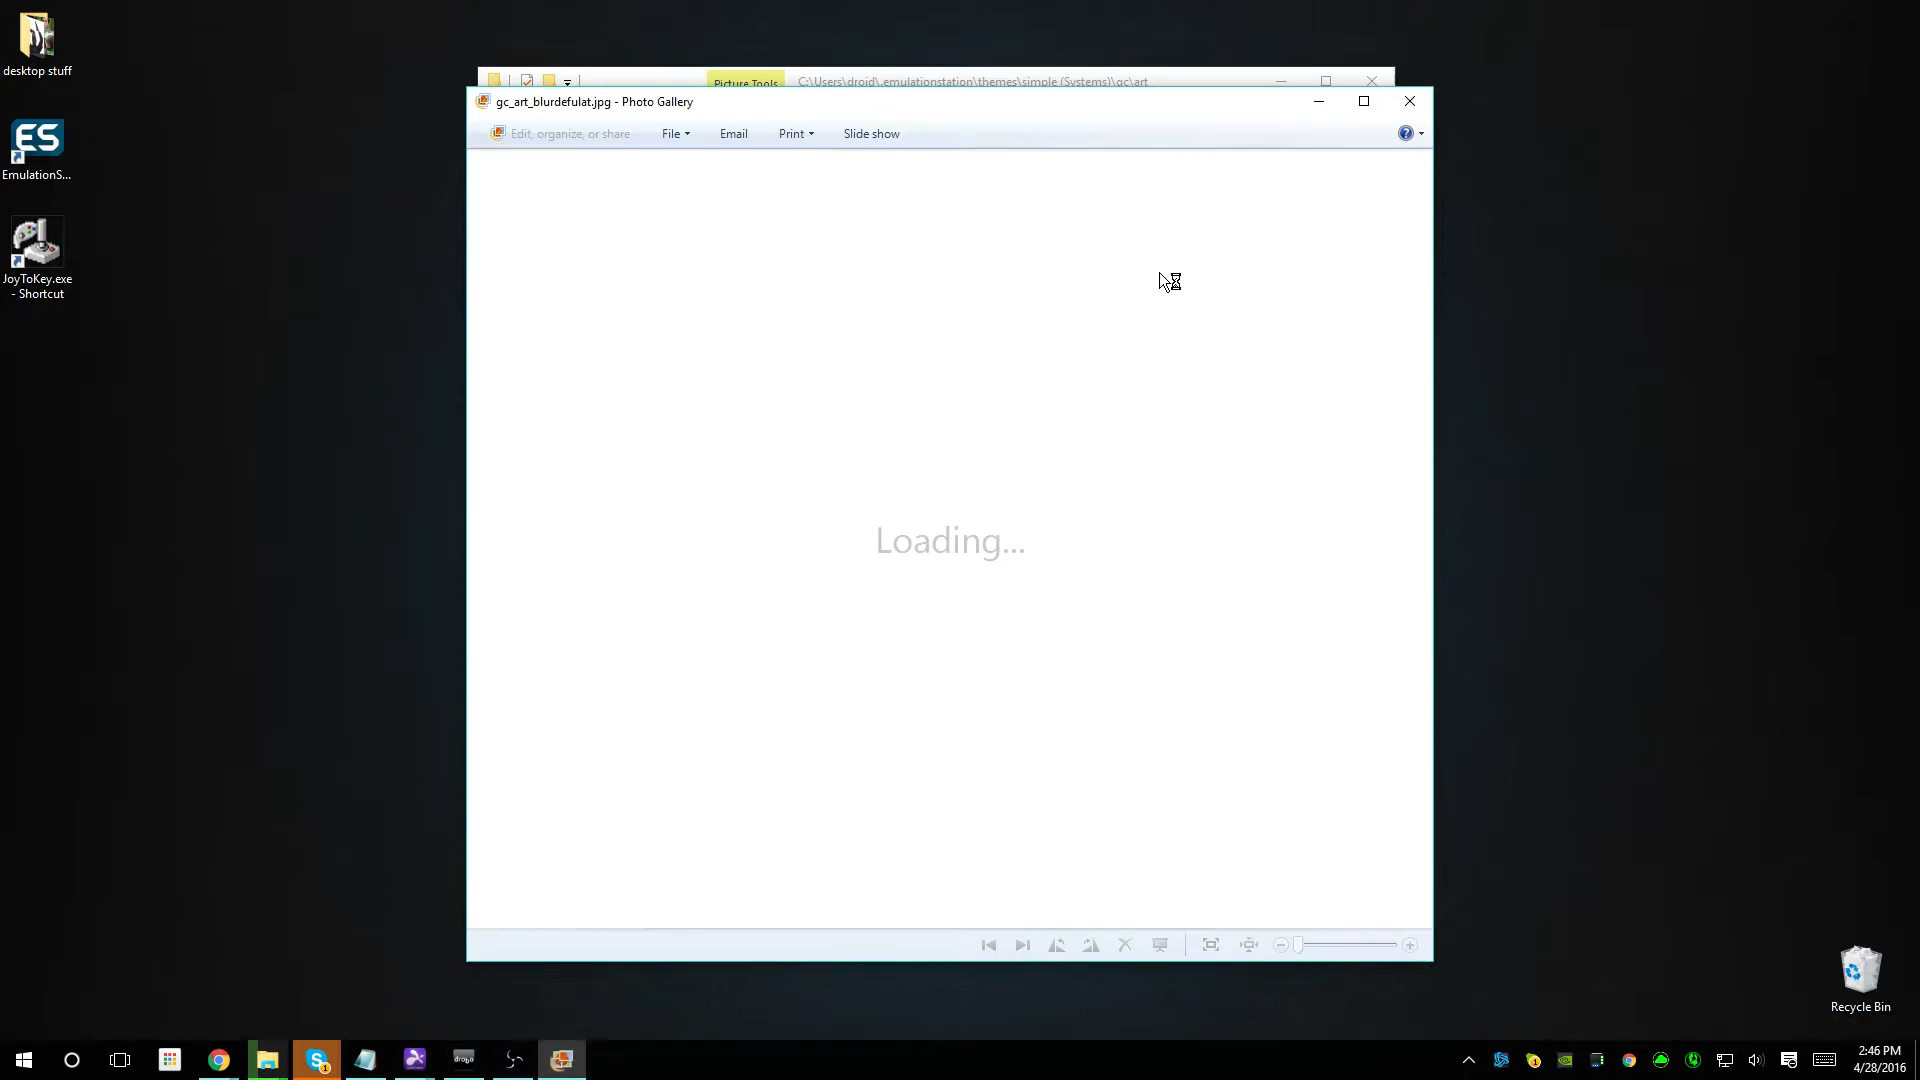 desktop stuff
ES
EmulationS...
JoyToKey.exe
- Shortcut
Picture Tools
C:\Users\droid\.emulationstation\themes\simple (Systems)\gc\art
gc_art_blurdefulat.jpg - Photo Gallery
Edit, organize, or share
File
Email
Print
Slide show
Loading...
Recycle Bin
drobo
2:46 PM
4/28/2016